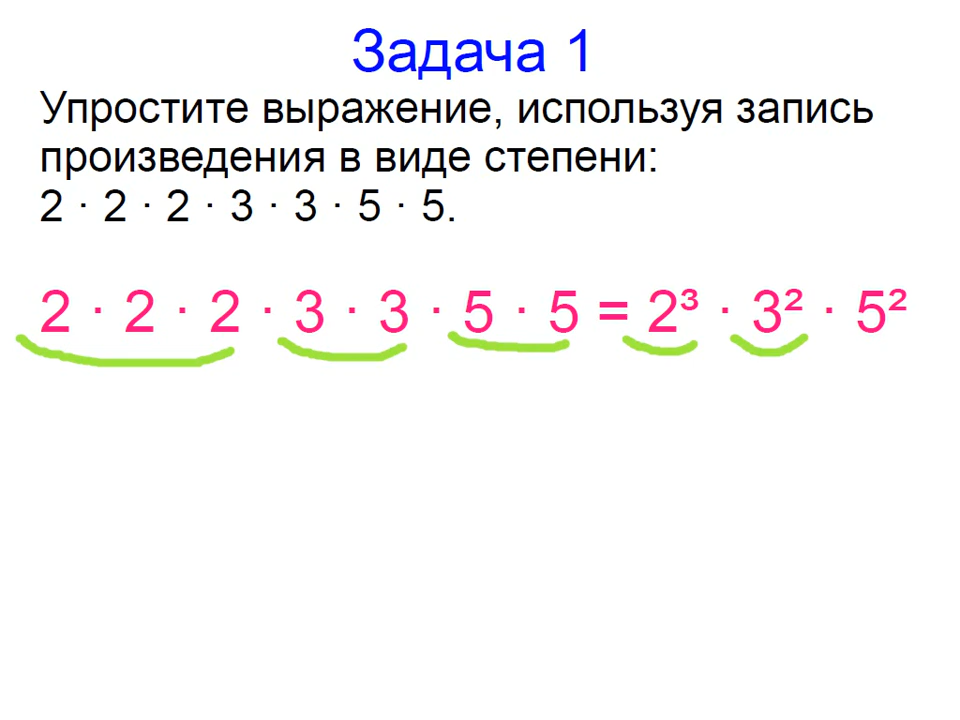 Задача 1
Упростите выражение, используя запись
произведения в виде степени:
2 · 2 · 2 · 3 · 3 · 5 · 5.
2 · 2 · 2 · 3 · 3 · 5 · 5 = 2³ · 3² · 5²